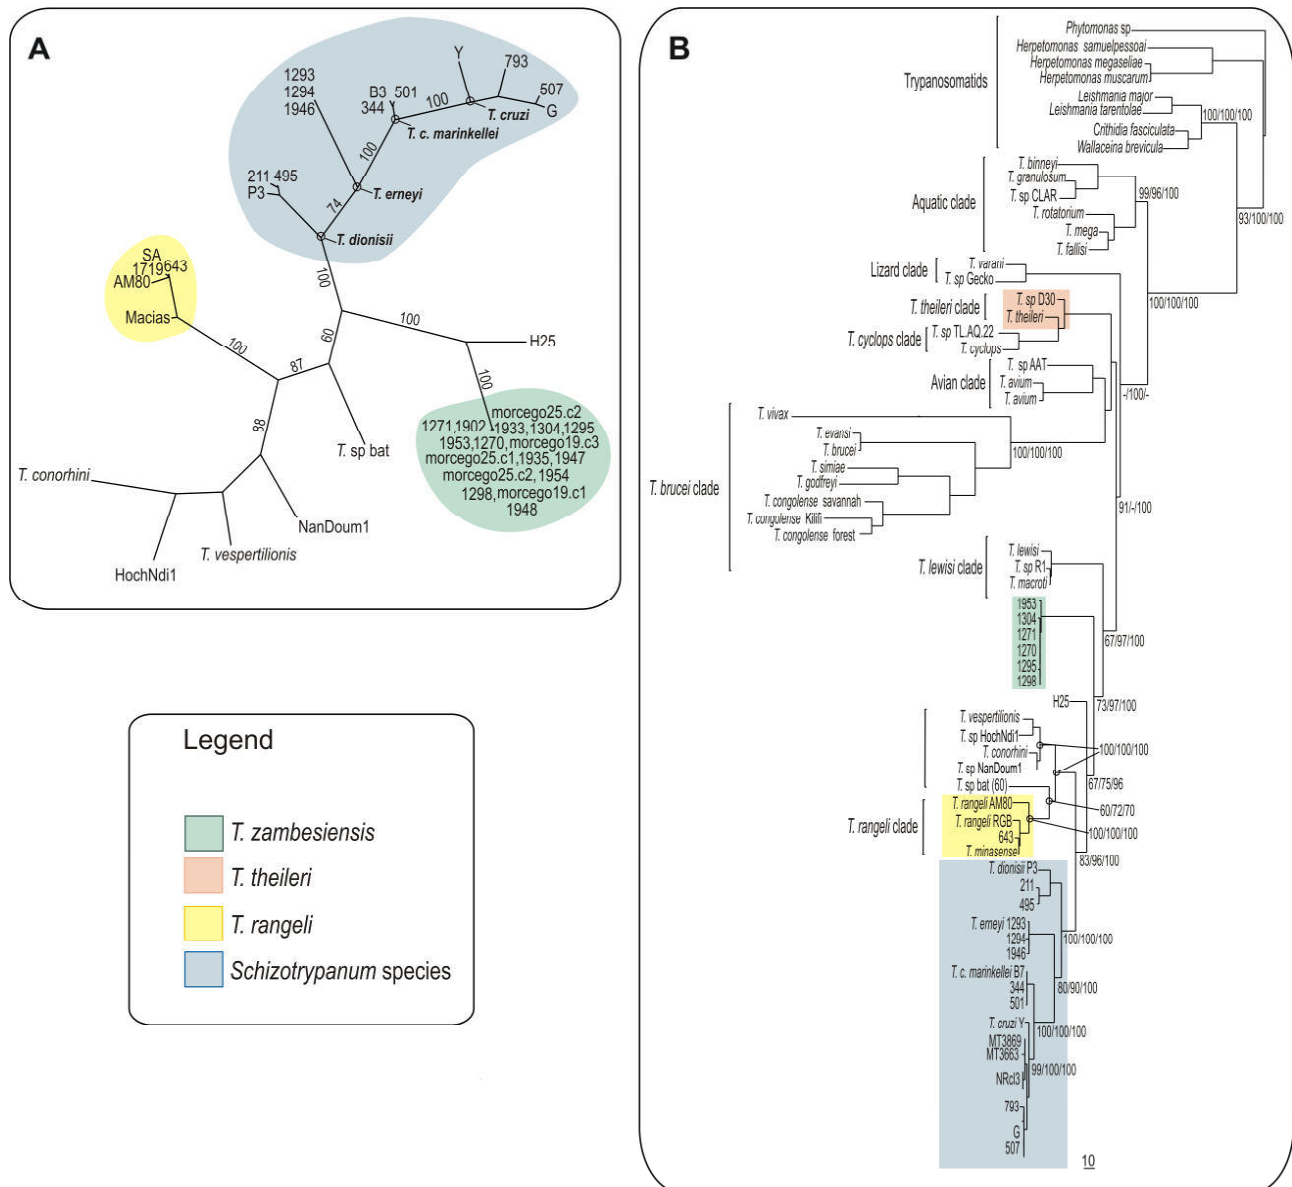 A
1293
1294
1946
Y
793
507
G
B3 501
344
100
T. cruzi
T. c. marinkellei
100
211 495
P3
T. erneyi
74
T. dionisii
SA
1719 643
AM80
Macias
100
100
100
60
87
H25
100
98
T. sp bat
morcego25.c2
1271,1902
1933,1304,1295
1953,1270,morcego19.c3
morcego25.c1,1935,1947
morcego25.c2,1954
1298,morcego19.c1
1948
T. conorhini
NanDoum1
T. vespertilionis
HochNdi1
Legend
T. zambesiensis
T. theileri
T. rangeli
Schizotrypanum species
B
Phytomonas sp
Herpetomonas samuelpessoai
Herpetomonas megaseliae
Herpetomonas muscarum
Trypanosomatids
Leishmania major
Leishmania tarentolae
100/100/100
Crithidia fasciculata
Wallaceina brevicula
T. binneyi
T. granulosum
T. sp CLAR
99/96/100
Aquatic clade
T. rotatorium
T. mega
T. fallisi
93/100/100
Lizard clade
T. varani
T. sp Gecko
100/100/100
T. theileri clade
T. sp D30
T. theileri
T. cyclops clade
T. sp TL.AQ.22
T. cyclops
Avian clade
T. sp AAT
T. avium
T. avium
-/100/-
T. vivax
T. evansi
T. brucei
100/100/100
T. simiae
T. godfreyi
T. brucei clade
T. congolense savannah
T. congolense Kilifi
T. congolense forest
91/-/100
T. lewisi clade
T. lewisi
T. sp R1
T. macroti
1953
1304
1271
1270
1295
1298
67/97/100
H25
73/97/100
T. vespertilionis
T. sp HochNdi1
T. conorhini
T. sp NanDoum1
100/100/100
67/75/96
T. sp bat (60)
60/72/70
T. rangeli clade
T. rangeli AM80
T. rangeli RGB
643
T. minasense
100/100/100
83/96/100
T. dionisii P3
211
495
T. erneyi 1293
1294
1946
100/100/100
T. c. marinkellei B7
344
501
80/90/100
T. cruzi Y
100/100/100
MT3869
MT3663
NRcl3
99/100/100
793
G
507
10